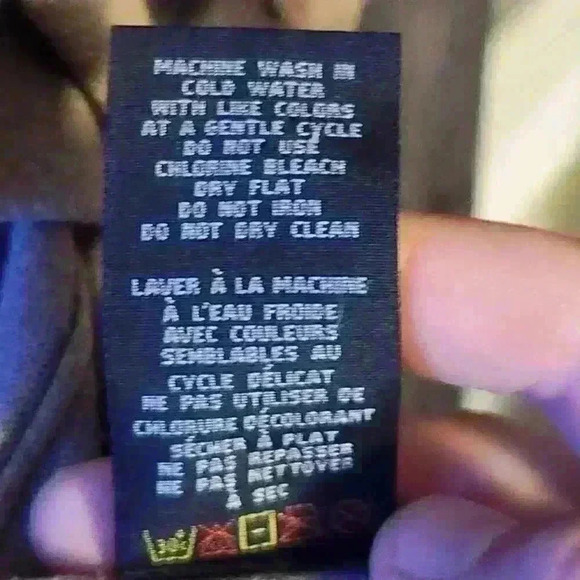 MACHINE WASH IN
COLD WATER
WITH LIKE COLORS
AT A GENTLE CYCLE
DO NOT USE
CHLORINE BLEACH
DRY FLAT
DO NOT IRON
DO NOT DRY CLEAN
LAVER À LA MACHINE
À L'EAU FROIDE
AVEC COULEURS
SEMBLABLES AU
CYCLE DÉLICAT
NE PAS UTILISER DE
CHLORURE DÉCOLORANT
SÉCHER À PLAT
NE PAS REPASSER
NE PAS NETTOYER
À SEC